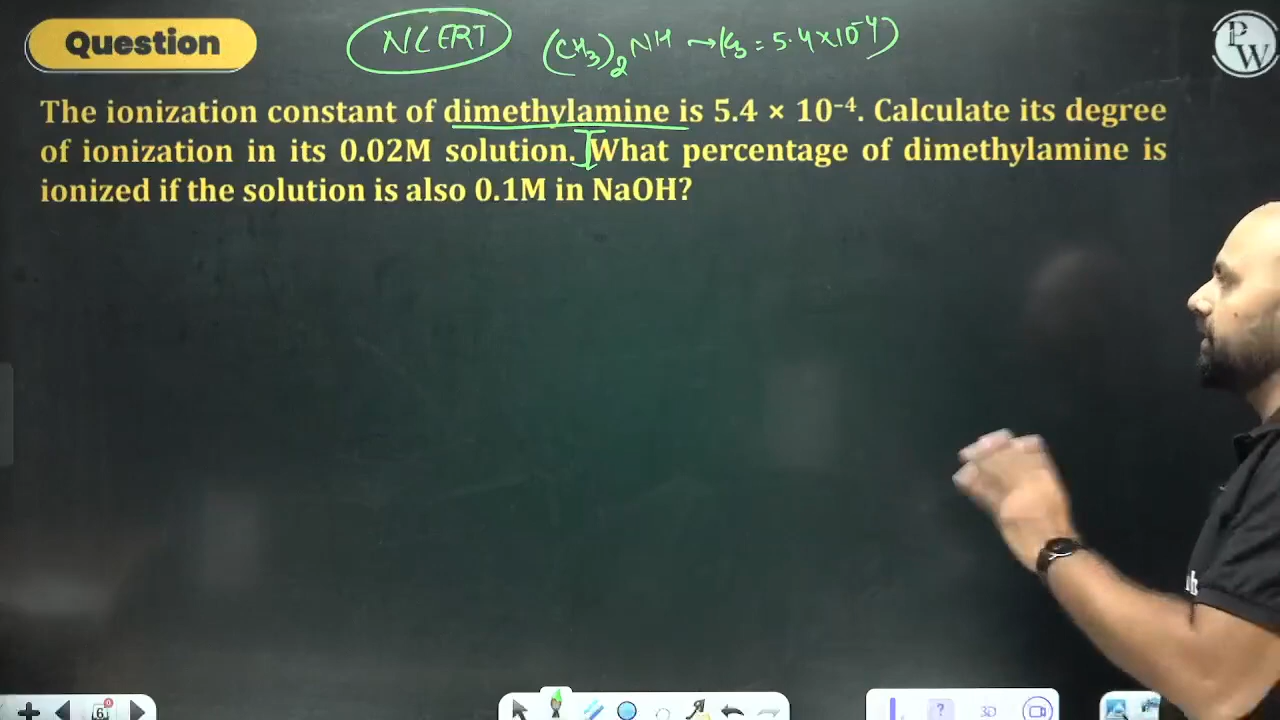 Question
NCERT
(CH₃)₂NH → Kb = 5.4×10⁻⁴)
PW
The ionization constant of dimethylamine is 5.4 × 10⁻⁴. Calculate its degree
of ionization in its 0.02M solution. What percentage of dimethylamine is
ionized if the solution is also 0.1M in NaOH?
3D